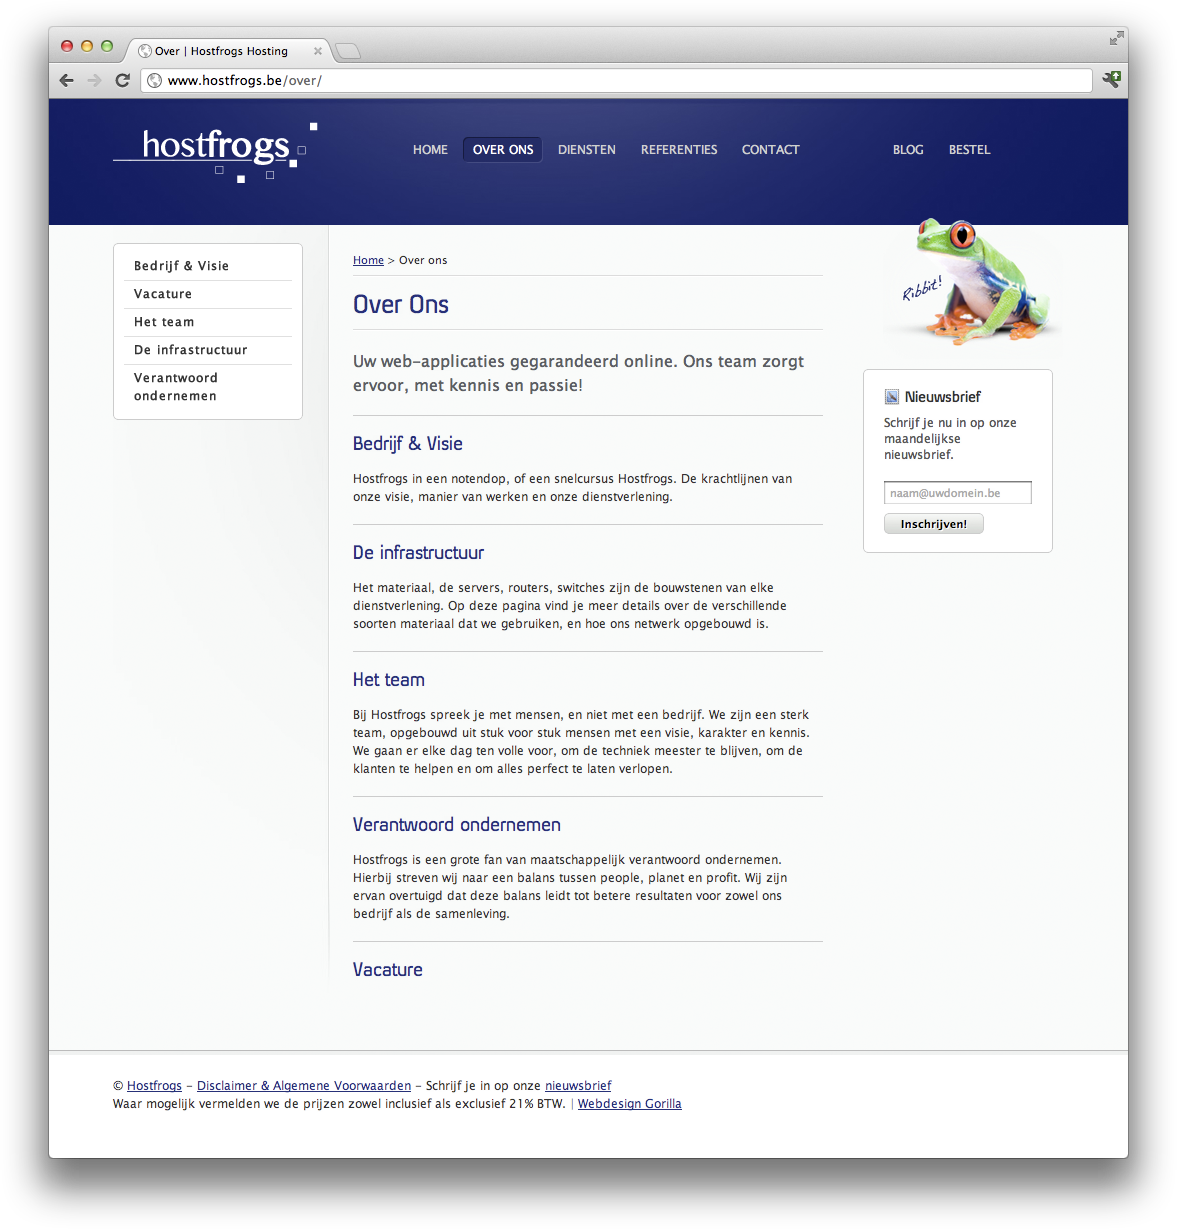 Over | Hostfrogs Hosting
www.hostfrogs.be/over/
hostfrogs
HOME OVER ONS DIENSTEN REFERENTIES CONTACT BLOG BESTEL
Bedrijf & Visie
Vacature
Het team
De infrastructuur
Verantwoord
ondernemen
Home > Over ons
Over Ons
Uw web-applicaties gegarandeerd online. Ons team zorgt
ervoor, met kennis en passie!
Bedrijf & Visie
Hostfrogs in een notendop, of een snelcursus Hostfrogs. De krachtlijnen van
onze visie, manier van werken en onze dienstverlening.
De infrastructuur
Het materiaal, de servers, routers, switches zijn de bouwstenen van elke
dienstverlening. Op deze pagina vind je meer details over de verschillende
soorten materiaal dat we gebruiken, en hoe ons netwerk opgebouwd is.
Het team
Bij Hostfrogs spreek je met mensen, en niet met een bedrijf. We zijn een sterk
team, opgebouwd uit stuk voor stuk mensen met een visie, karakter en kennis.
We gaan er elke dag ten volle voor, om de techniek meester te blijven, om de
klanten te helpen en om alles perfect te laten verlopen.
Verantwoord ondernemen
Hostfrogs is een grote fan van maatschappelijk verantwoord ondernemen.
Hierbij streven wij naar een balans tussen people, planet en profit. Wij zijn
ervan overtuigd dat deze balans leidt tot betere resultaten voor zowel ons
bedrijf als de samenleving.
Vacature
Ribbit!
Nieuwsbrief
Schrijf je nu in op onze
maandelijkse
nieuwsbrief.
naam@uwdomein.be
Inschrijven!
© Hostfrogs - Disclaimer & Algemene Voorwaarden - Schrijf je in op onze nieuwsbrief
Waar mogelijk vermelden we de prijzen zowel inclusief als exclusief 21% BTW. | Webdesign Gorilla